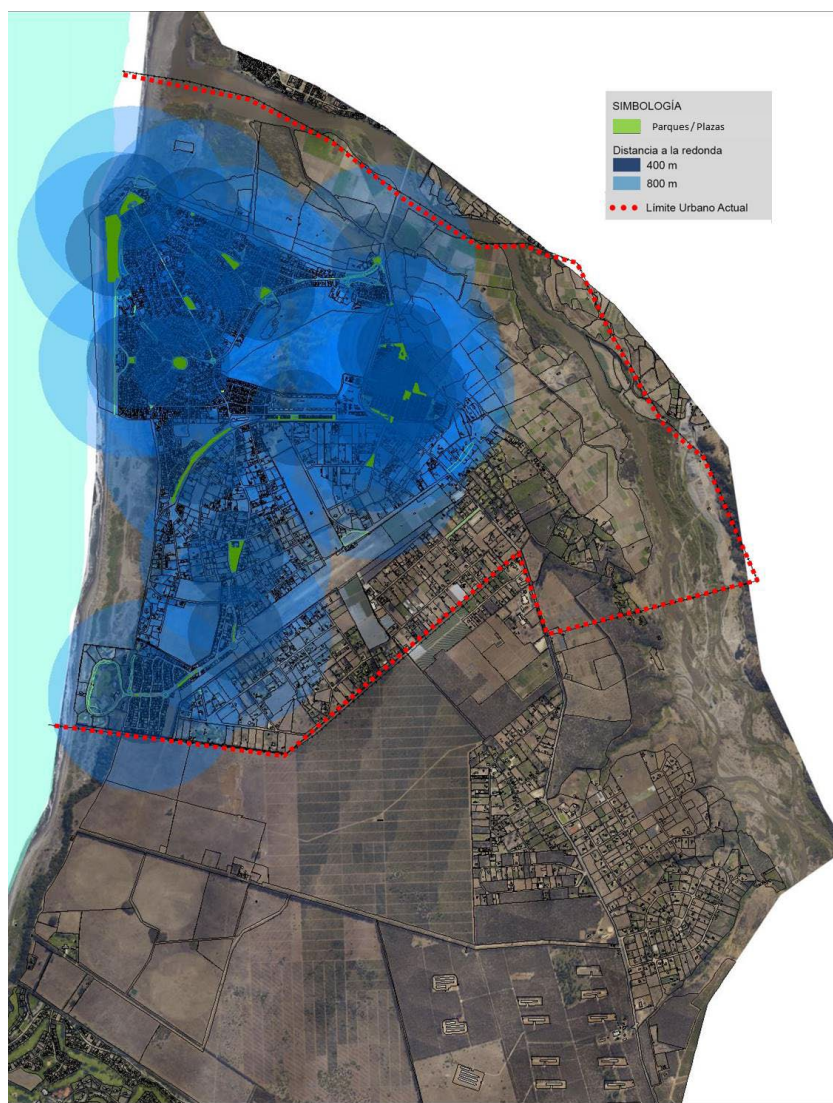 SIMBOLOGÍA
Parques / Plazas
Distancia a la redonda
400 m
800 m
Límite Urbano Actual